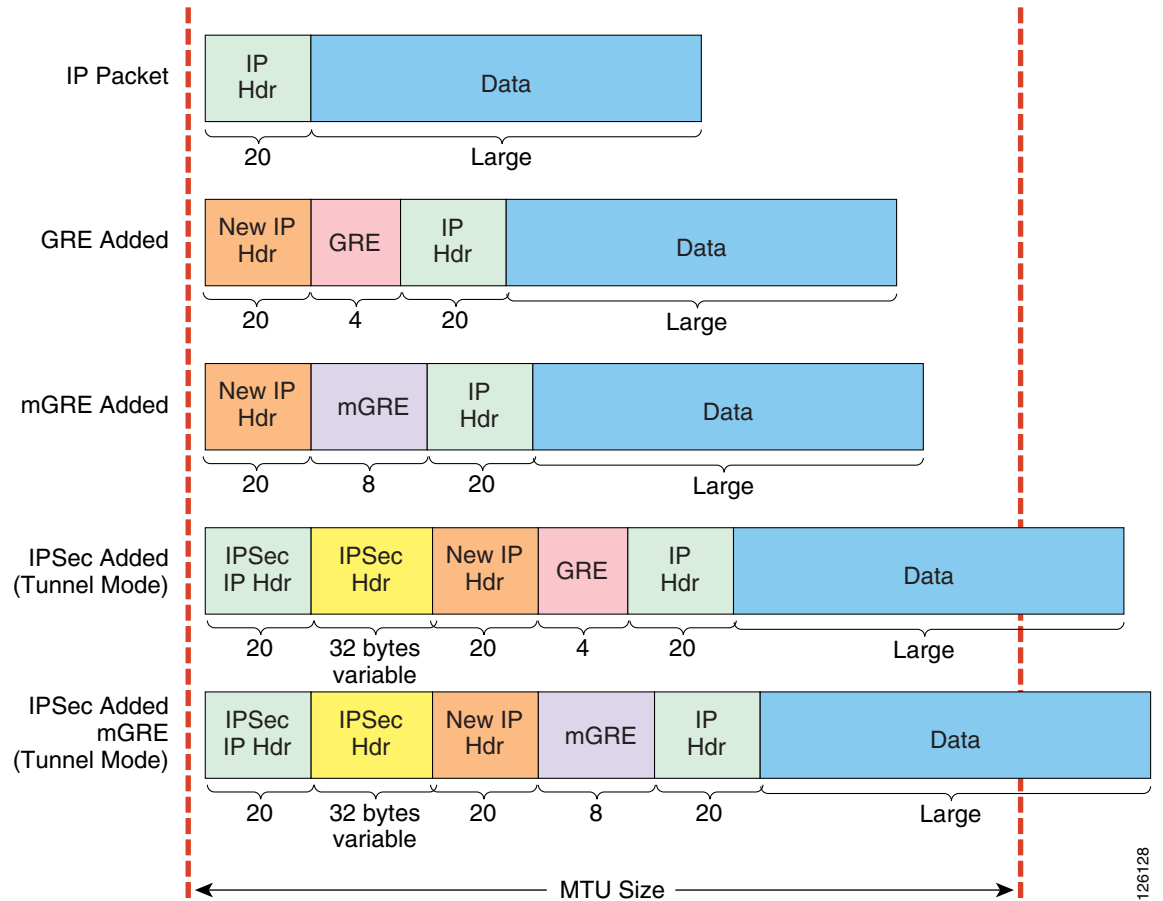 IP Packet
IP
Hdr
Data
20
Large
GRE Added
New IP
Hdr
GRE
IP
Hdr
Data
20
4
20
Large
mGRE Added
New IP
Hdr
mGRE
IP
Hdr
Data
20
8
20
Large
IPSec Added
(Tunnel Mode)
IPSec
IP Hdr
IPSec
Hdr
New IP
Hdr
GRE
IP
Hdr
Data
20
32 bytes
variable
20
4
20
Large
IPSec Added
mGRE
(Tunnel Mode)
IPSec
IP Hdr
IPSec
Hdr
New IP
Hdr
mGRE
IP
Hdr
Data
20
32 bytes
variable
20
8
20
Large
MTU Size
126128